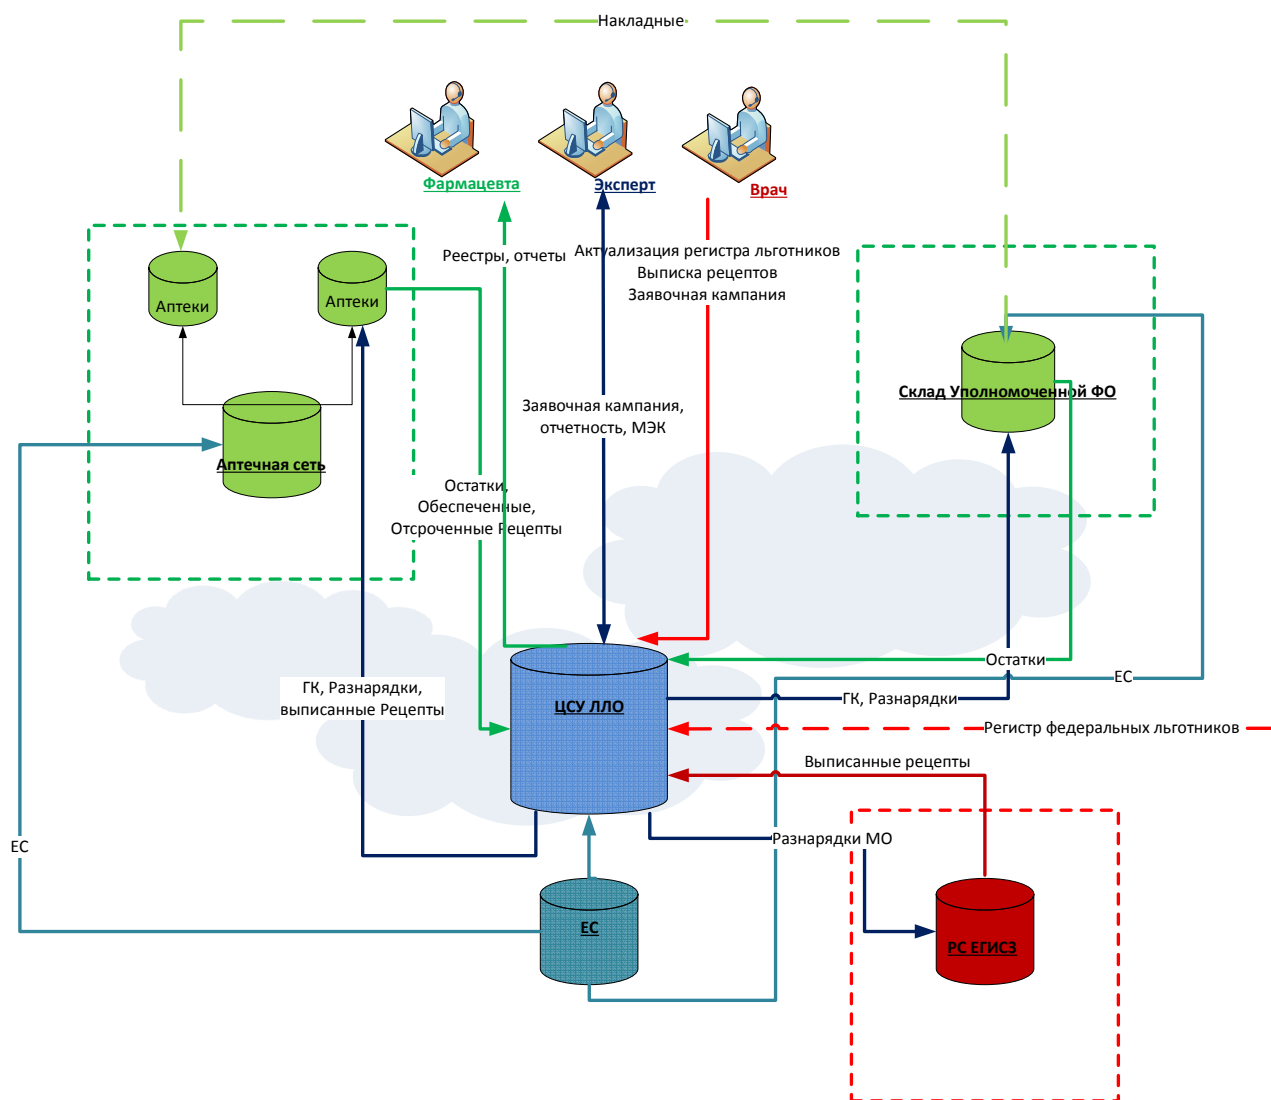 Накладные
Фармацевта
Эксперт
Врач
Реестры, отчеты
Актуализация регистра льготников
Выписка рецептов
Заявочная кампания
Аптеки
Аптеки
Склад Уполномоченной ФО
Заявочная кампания,
отчетность, МЭК
Аптечная сеть
Остатки,
Обеспеченные,
Отсроченные Рецепты
Остатки
ЕС
ГК, Разнарядки,
выписанные Рецепты
ЦСУ ЛЛО
ГК, Разнарядки
Регистр федеральных льготников
Выписанные рецепты
Разнарядки МО
ЕС
ЕС
РС ЕГИСЗ